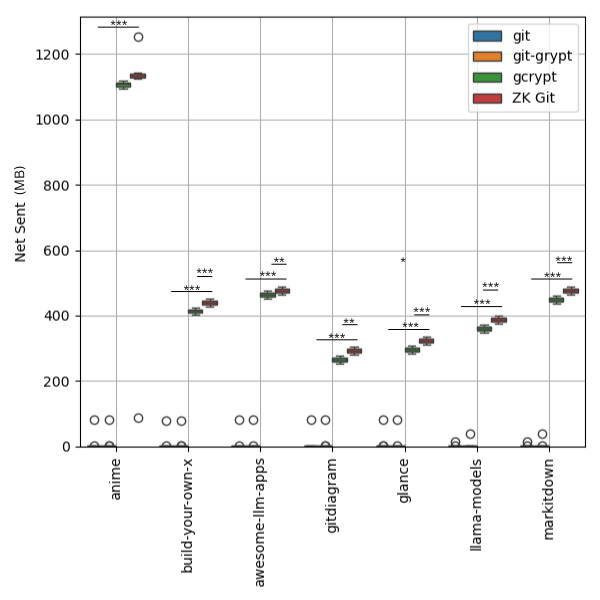 Net Sent (MB)
1200
1000
800
600
400
200
0
git
git-grypt
gcrypt
ZK Git
***
***
***
**
***
**
***
*
***
***
***
***
***
***
anime
build-your-own-x
awesome-llm-apps
gitdiagram
glance
llama-models
markitdown